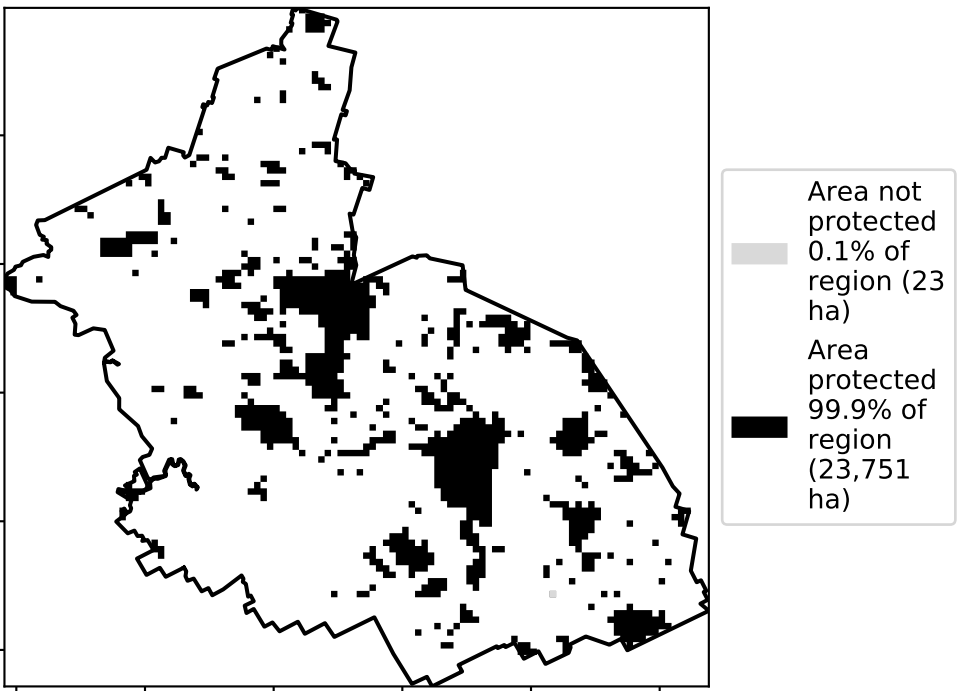 Area not
protected
0.1% of
region (23
ha)
Area
protected
99.9% of
region
(23,751
ha)